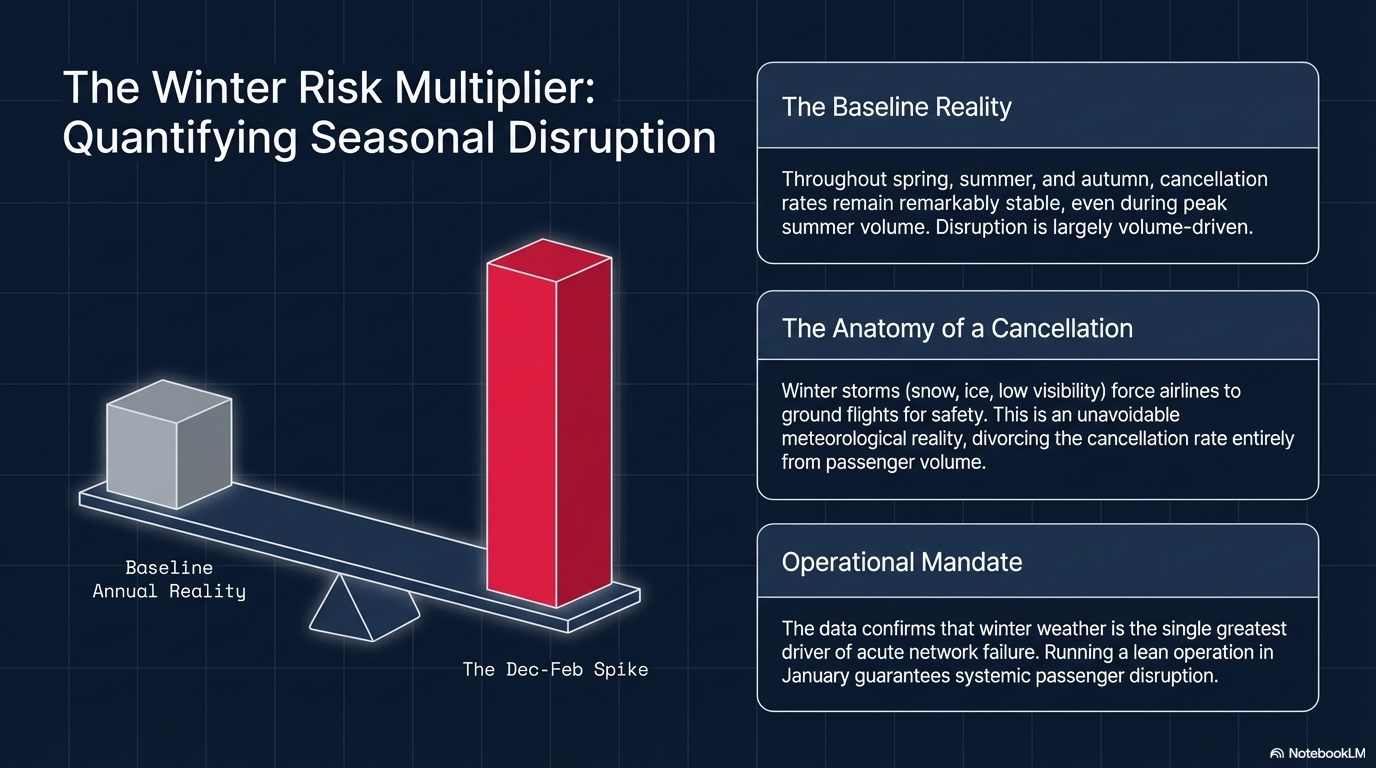 The Winter Risk Multiplier:
Quantifying Seasonal Disruption
Baseline
Annual Reality
The Dec-Feb Spike
The Baseline Reality
Throughout spring, summer, and autumn, cancellation
rates remain remarkably stable, even during peak
summer volume. Disruption is largely volume-driven.
The Anatomy of a Cancellation
Winter storms (snow, ice, low visibility) force airlines to
ground flights for safety. This is an unavoidable
meteorological reality, divorcing the cancellation rate entirely
from passenger volume.
Operational Mandate
The data confirms that winter weather is the single greatest
driver of acute network failure. Running a lean operation in
January guarantees systemic passenger disruption.
NotebookLM